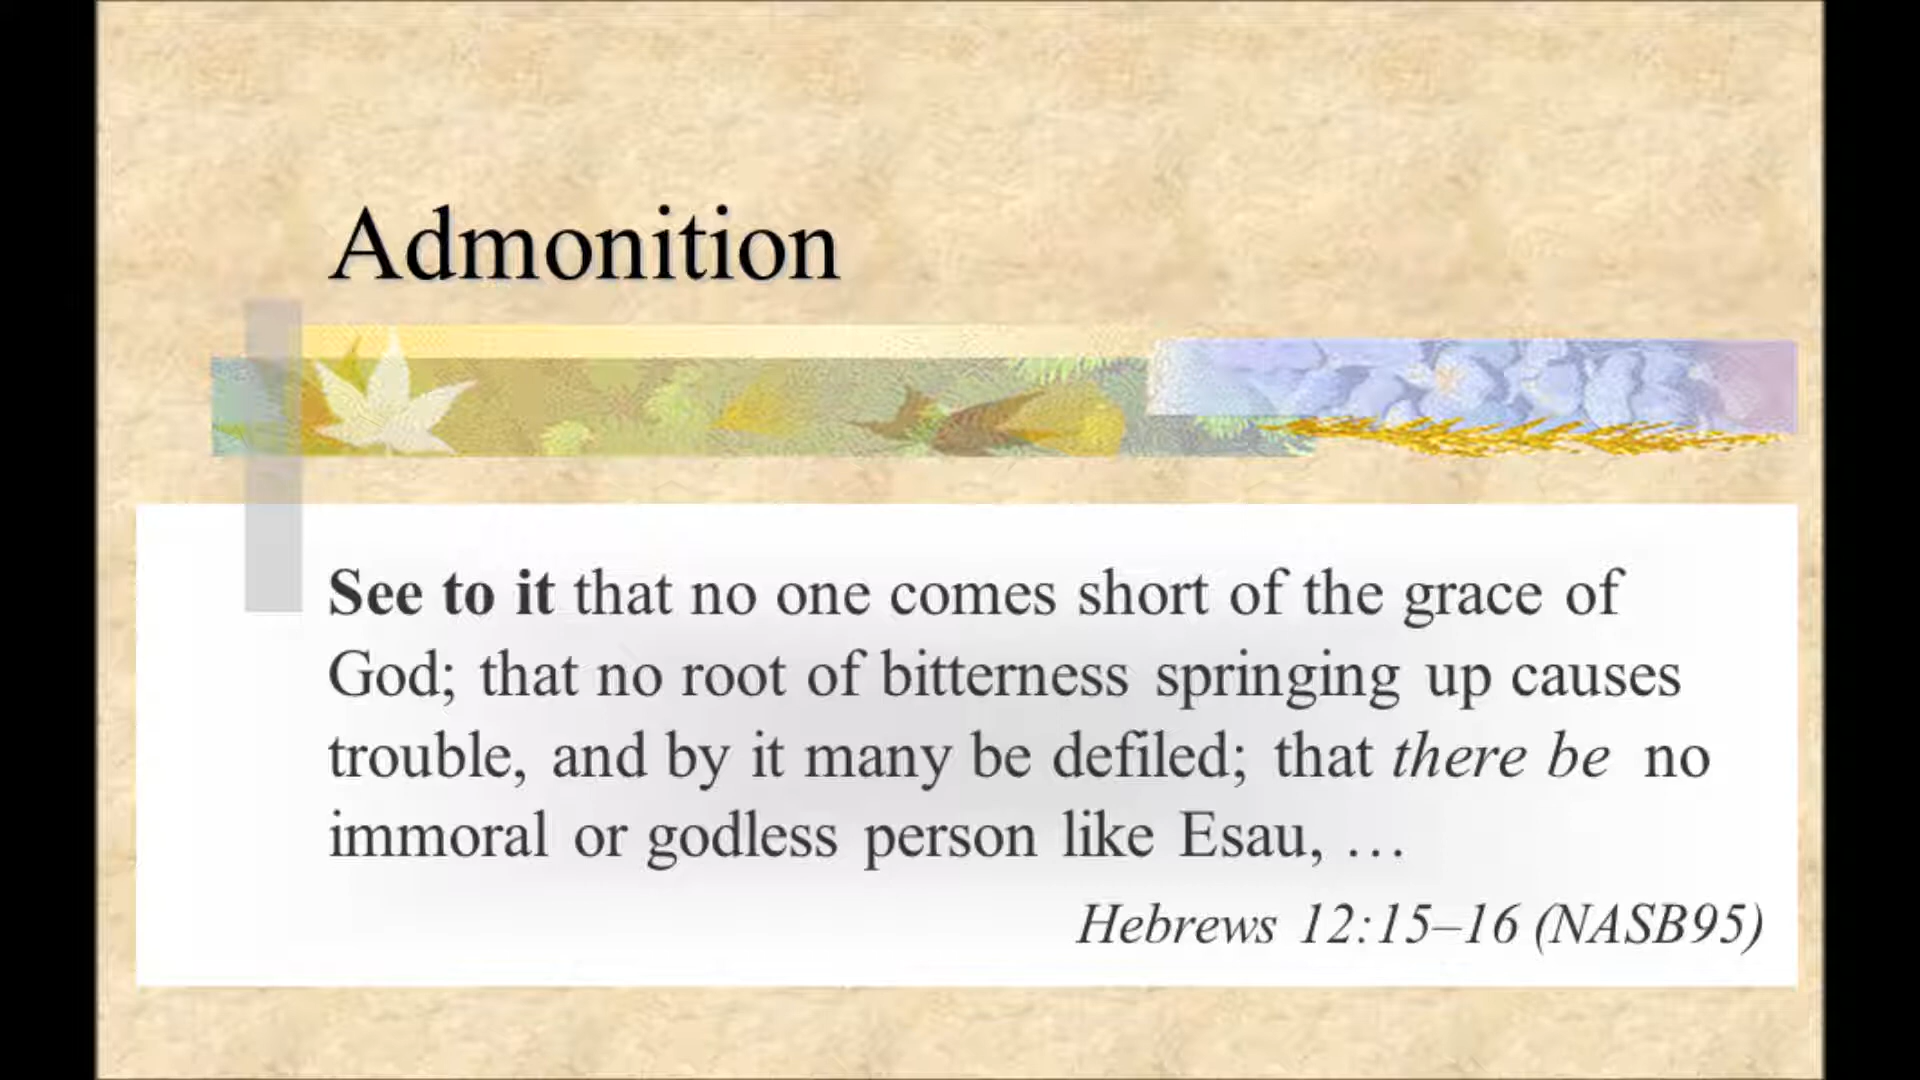 Admonition
See to it that no one comes short of the grace of
God; that no root of bitterness springing up causes
trouble, and by it many be defiled; that there be no
immoral or godless person like Esau, …
Hebrews 12:15–16 (NASB95)